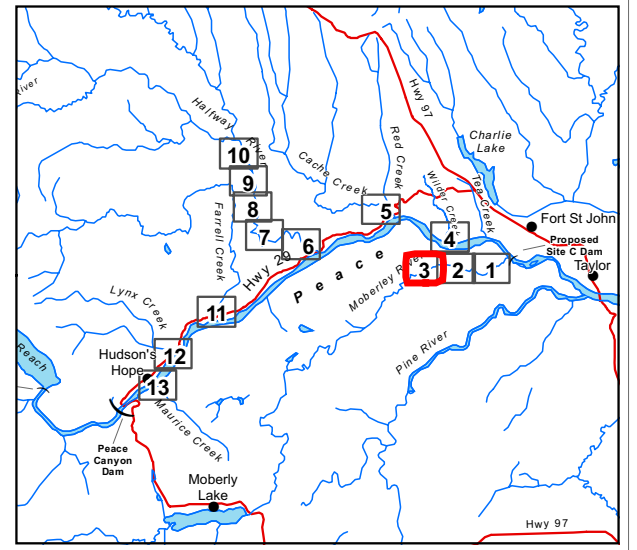 River
Halfway
River
Hwy 97
Charlie
Lake
Red Creek
Cache Creek
Wilder Creek
Tea Creek
10
9
8
7
6
5
4
3
2
1
Fort St John
Proposed
Site C Dam
Taylor
Farrell Creek
Hwy 29
Peace
Moberley River
Pine River
Lynx Creek
11
12
13
Reach
Hudson's
Hope
Maurice Creek
Peace
Canyon
Dam
Moberly
Lake
Hwy 97